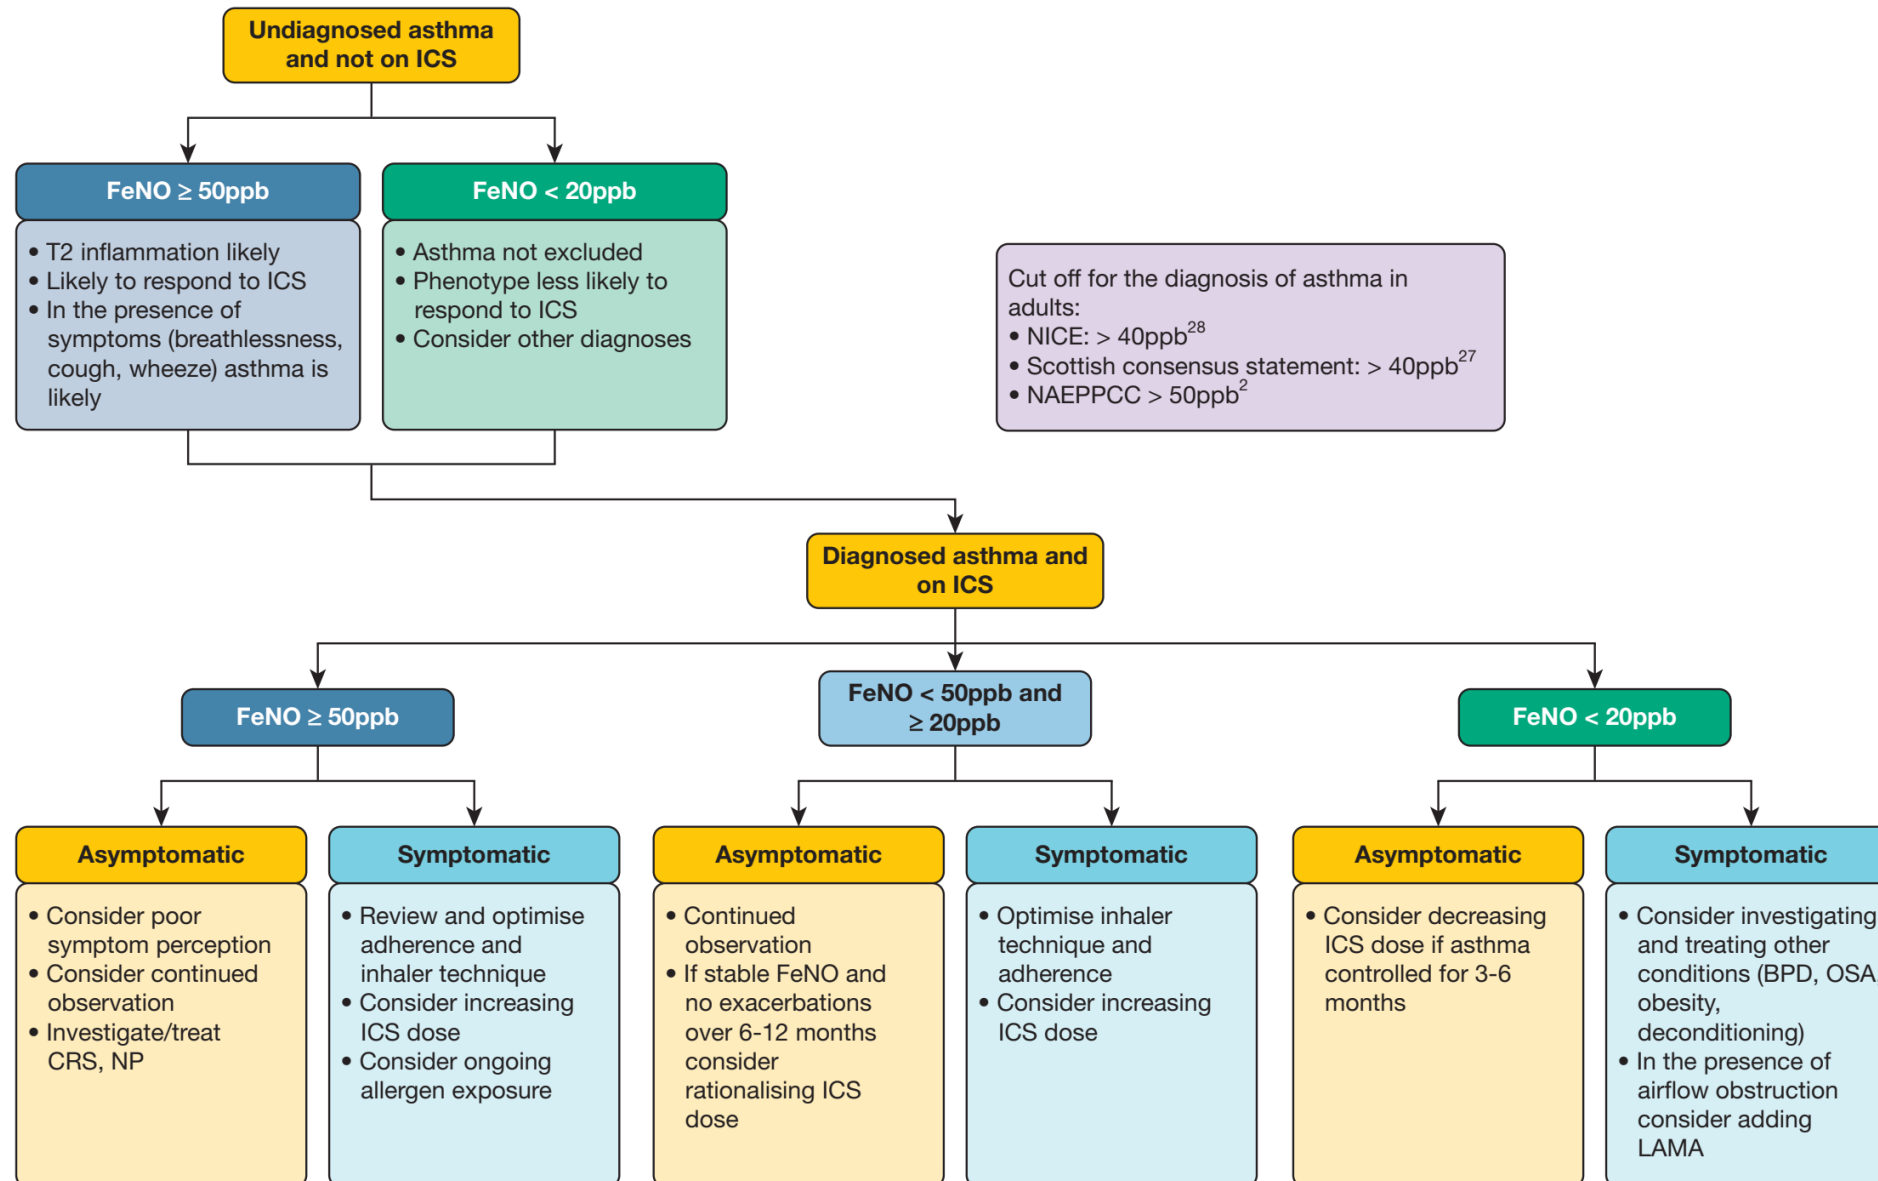 Undiagnosed asthma
and not on ICS
FeNO ≥ 50ppb
• T2 inflammation likely
• Likely to respond to ICS
• In the presence of
symptoms (breathlessness,
cough, wheeze) asthma is
likely
FeNO < 20ppb
• Asthma not excluded
• Phenotype less likely to
respond to ICS
• Consider other diagnoses
Cut off for the diagnosis of asthma in
adults:
• NICE: > 40ppb28
• Scottish consensus statement: > 40ppb27
• NAEPPCC > 50ppb2
Diagnosed asthma and
on ICS
FeNO ≥ 50ppb
FeNO < 50ppb and
≥ 20ppb
FeNO < 20ppb
Asymptomatic
• Consider poor
symptom perception
• Consider continued
observation
• Investigate/treat
CRS, NP
Symptomatic
• Review and optimise
adherence and
inhaler technique
• Consider increasing
ICS dose
• Consider ongoing
allergen exposure
Asymptomatic
• Continued
observation
• If stable FeNO and
no exacerbations
over 6-12 months
consider
rationalising ICS
dose
Symptomatic
• Optimise inhaler
technique and
adherence
• Consider increasing
ICS dose
Asymptomatic
• Consider decreasing
ICS dose if asthma
controlled for 3-6
months
Symptomatic
• Consider investigating
and treating other
conditions (BPD, OSA,
obesity,
deconditioning)
• In the presence of
airflow obstruction
consider adding
LAMA